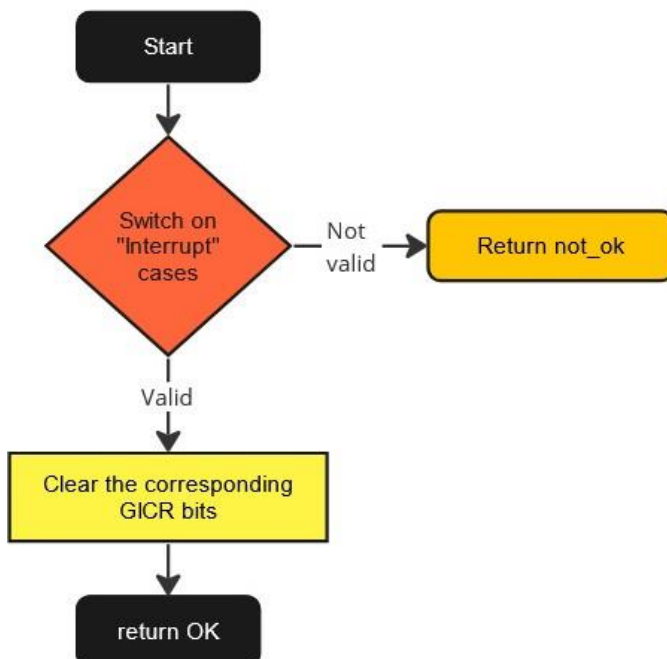 Start
Switch on
"Interrupt"
cases
Not
valid
Return not_ok
Valid
Clear the corresponding
GICR bits
return OK